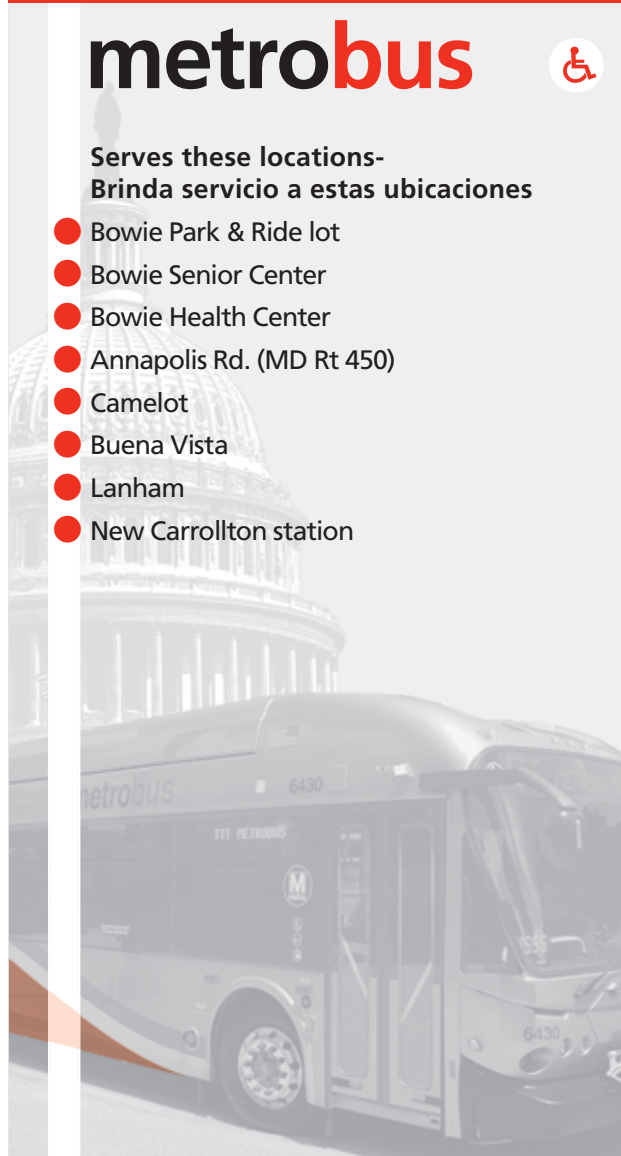 metrobus
Serves these locations-
Brinda servicio a estas ubicaciones
Bowie Park & Ride lot
Bowie Senior Center
Bowie Health Center
Annapolis Rd. (MD Rt 450)
Camelot
Buena Vista
Lanham
New Carrollton station
metrobus
6430
TTT METROBUS
M
6430